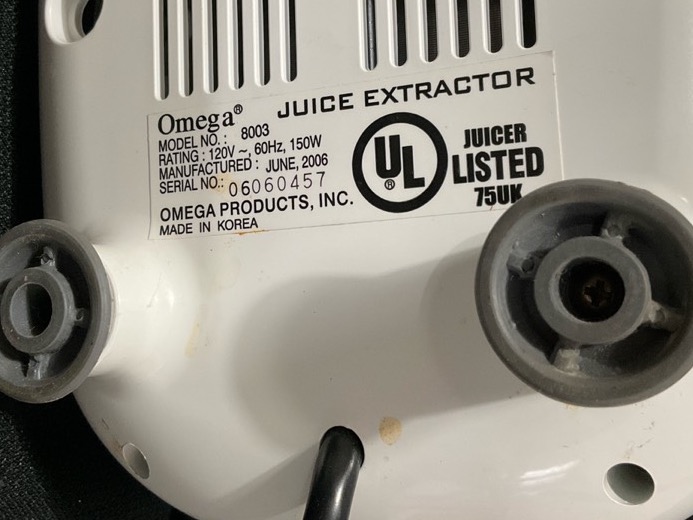 Omega® JUICE EXTRACTOR
MODEL NO.: 8003
RATING : 120V ~, 60Hz, 150W
MANUFACTURED : JUNE, 2006
SERIAL NO.: 06060457
OMEGA PRODUCTS, INC.
MADE IN KOREA
UL®
JUICER
LISTED
75UK